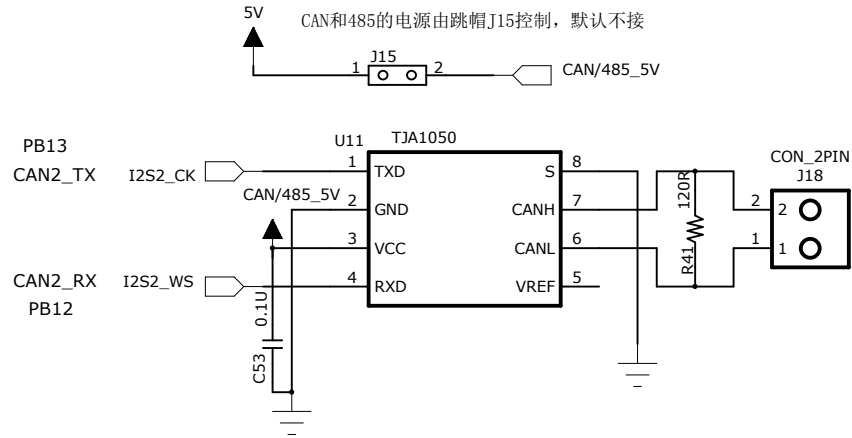 5V
CAN和485的电源由跳帽J15控制，默认不接
J15
1
2
CAN/485_5V
U11
TJA1050
PB13
CAN2_TX
I2S2_CK
1
TXD
S
8
CON_2PIN
J18
CAN/485_5V
2
GND
CANH
7
120R
2
2
3
VCC
CANL
6
R41
1
1
CAN2_RX
I2S2_WS
4
RXD
VREF
5
PB12
0.1U
C53